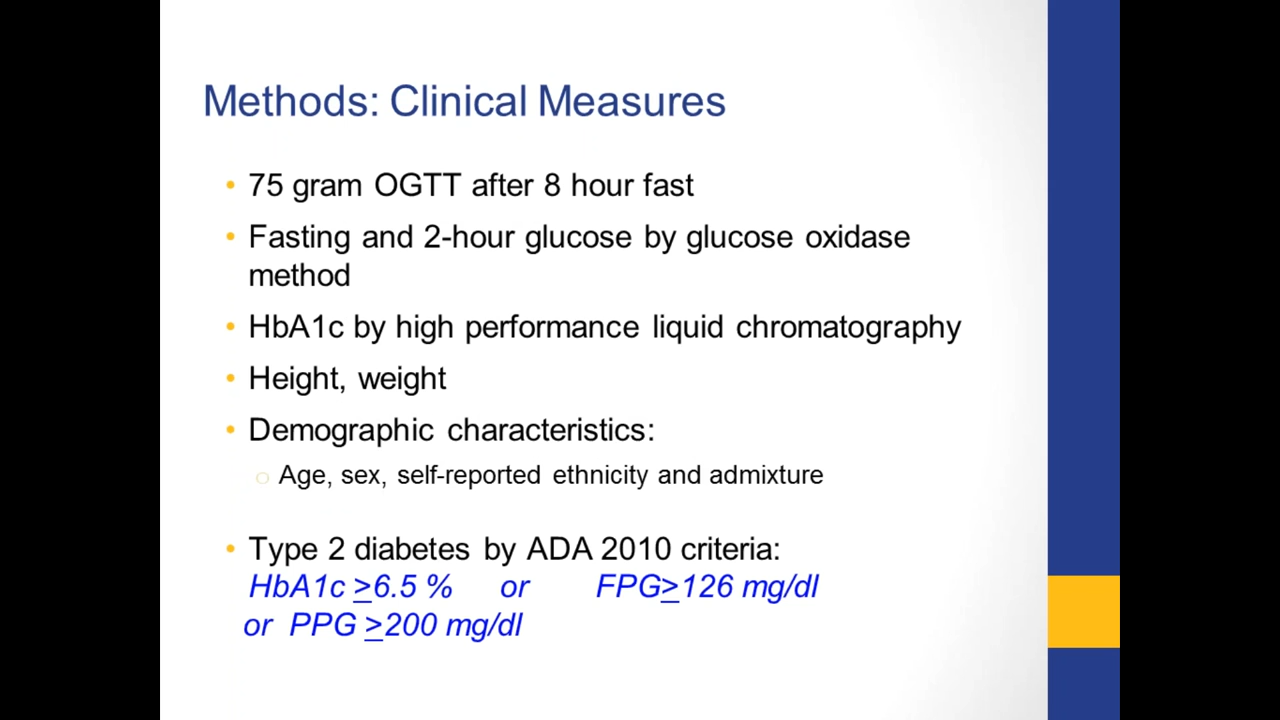 Methods: Clinical Measures
• 75 gram OGTT after 8 hour fast
• Fasting and 2-hour glucose by glucose oxidase
method
• HbA1c by high performance liquid chromatography
• Height, weight
• Demographic characteristics:
○ Age, sex, self-reported ethnicity and admixture
• Type 2 diabetes by ADA 2010 criteria:
HbA1c ≥6.5 % or FPG≥126 mg/dl
or PPG ≥200 mg/dl